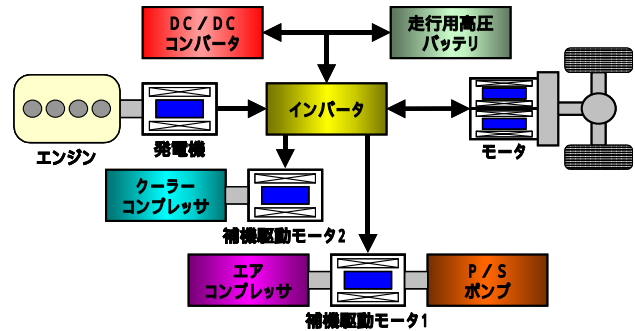 DC/DC
コンバータ
走行用高圧
バッテリ
インバータ
エンジン
発電機
モータ
クーラー
コンプレッサ
補機駆動モータ2
エア
コンプレッサ
P/S
ポンプ
補機駆動モータ1